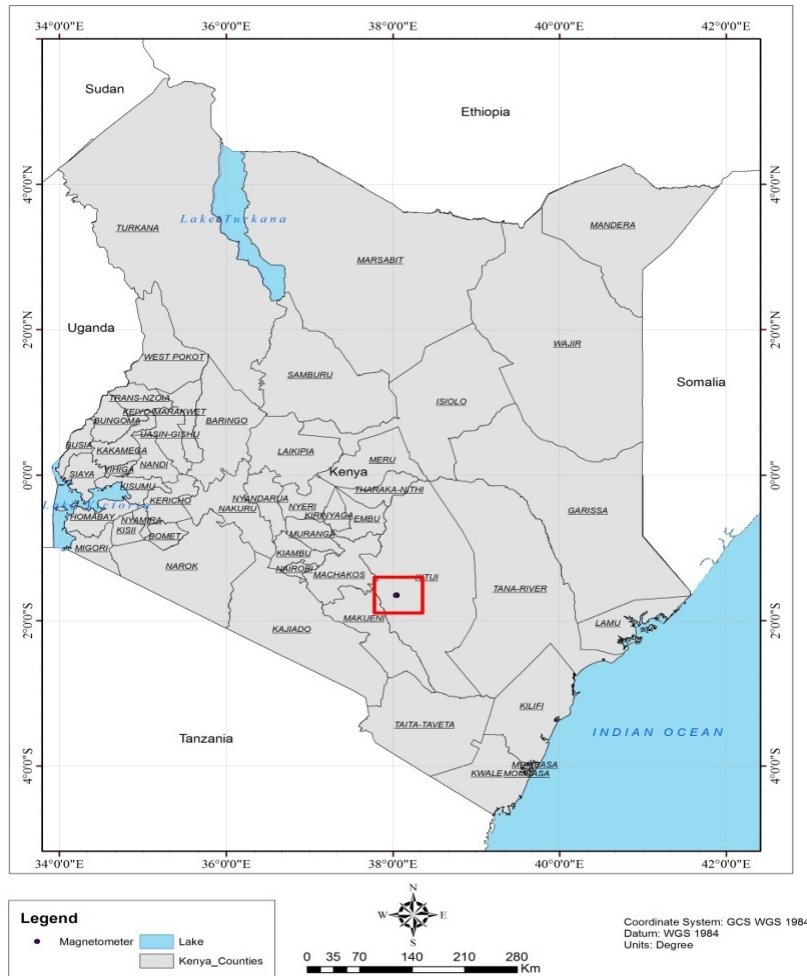 34°0'0"E 36°0'0"E 38°0'0"E 40°0'0"E 42°0'0"E
Sudan
Ethiopia
4°0'0"N 4°0'0"N
Lake Turkana
MANDERA
TURKANA
MARSABIT
Uganda
2°0'0"N 2°0'0"N
WAJIR
WEST POKOT
SAMBURU
Somalia
TRANS-NZOIA
ISIOLO
KEIYO-MARAKWET
BUNGOMA
BARINGO
UASIN-GISHU
BUSIA
KAKAMEGA
LAIKIPIA
MERU
NANDI
VIHIGA
SIAYA
Kenya
0°0'0" 0°0'0"
KISUMU
THARAKA-NITHI
Lake Victoria
KERICHO
NYANDARUA
NYERI
NAKURU
GARISSA
HOMABAY
NYAMIRA
KIRINYAGA
EMBU
KISII
BOMET
MURANGA
MIGORI
KIAMBU
NAROK
NAIROBI
MACHAKOS
KITUI
TANA-RIVER
2°0'0"S 2°0'0"S
MAKUENI
LAMU
KAJIADO
KILIFI
TAITA-TAVETA
INDIAN OCEAN
Tanzania
4°0'0"S 4°0'0"S
MOMBASA
KWALE
MOMBASA
34°0'0"E 36°0'0"E 38°0'0"E 40°0'0"E 42°0'0"E
Legend
Magnetometer
Lake
Kenya_Counties
N
W E
S
0 35 70 140 210 280
Km
Coordinate System: GCS WGS 1984
Datum: WGS 1984
Units: Degree